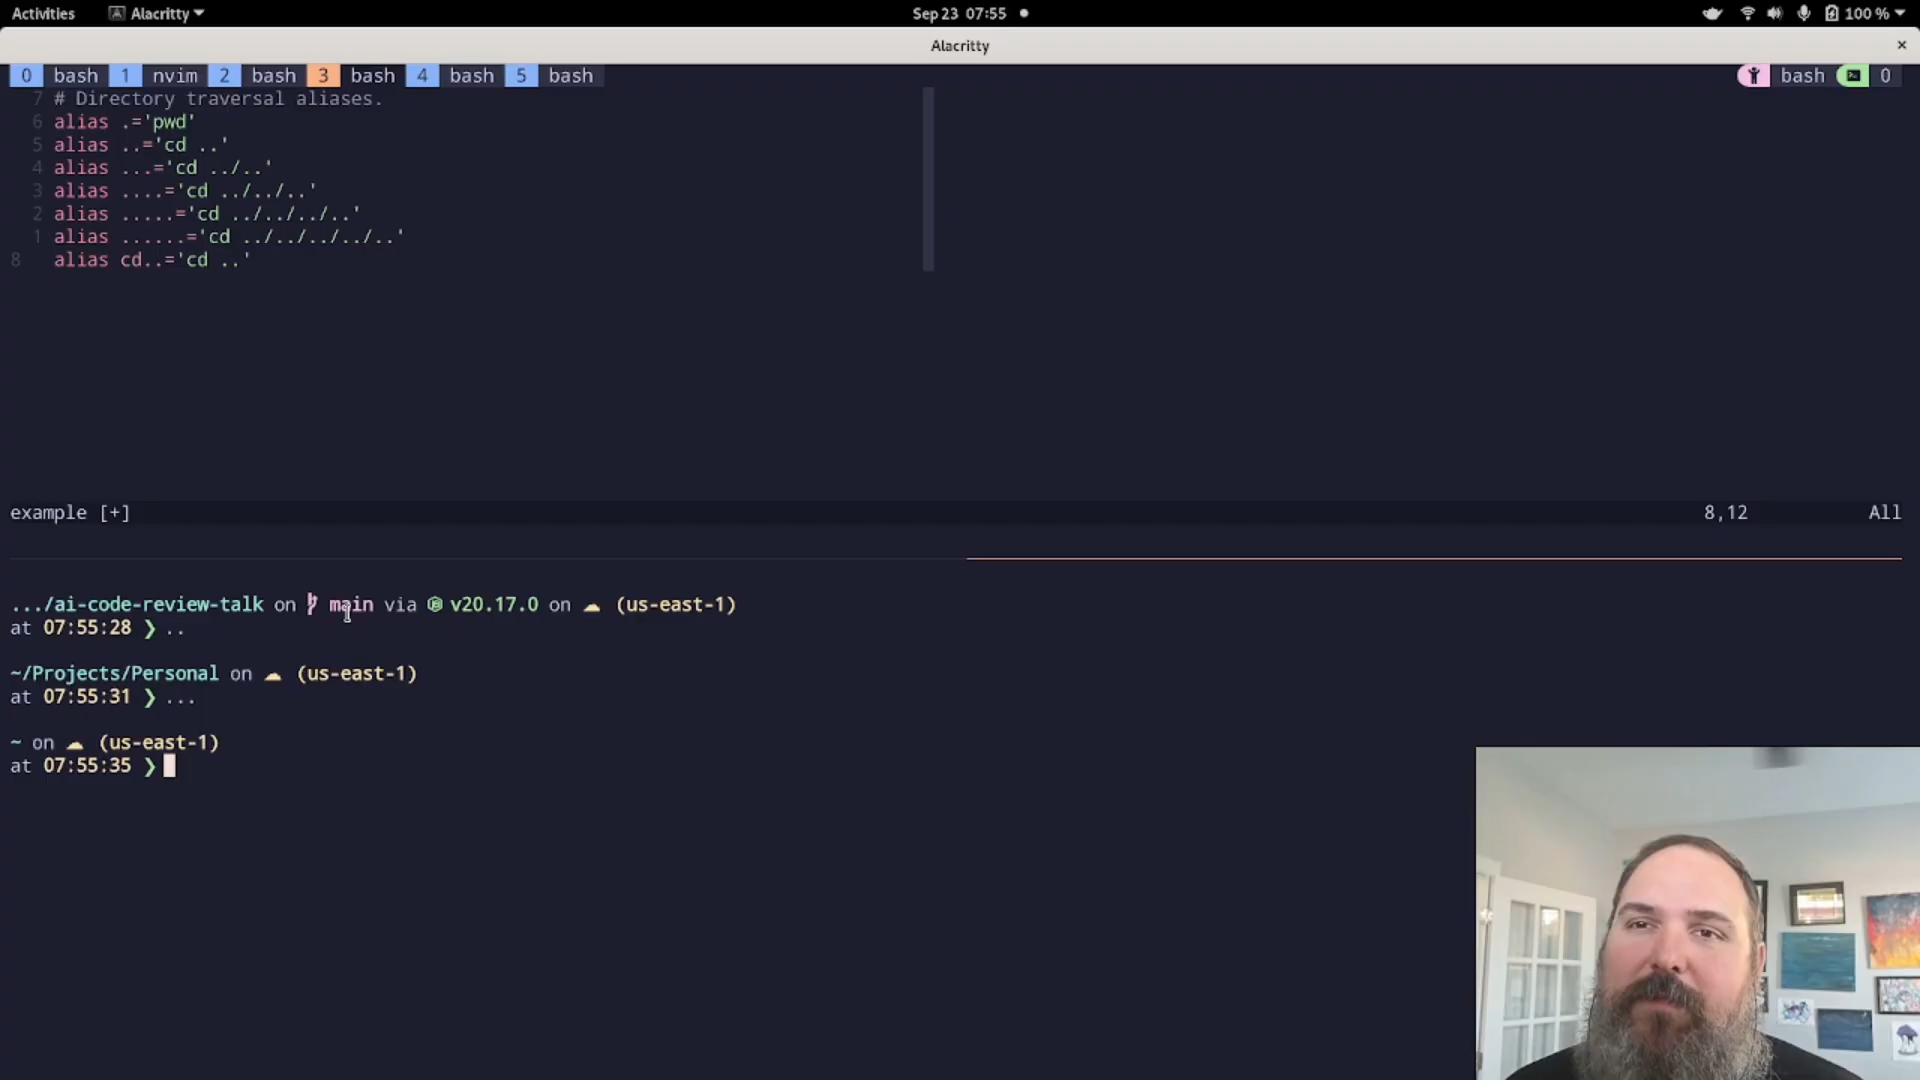 Activities Alacritty Sep 23 07:55 100 %
Alacritty
0 bash 1 nvim 2 bash 3 bash 4 bash 5 bash bash 0
7 # Directory traversal aliases.
6 alias .='pwd'
5 alias ..='cd ..'
4 alias ...='cd ../..'
3 alias ....='cd ../../..'
2 alias .....='cd ../../../..'
1 alias ......='cd ../../../../..'
8 alias cd..='cd ..'
example [+] 8,12 All
.../ai-code-review-talk on main via v20.17.0 on ☁ (us-east-1)
at 07:55:28 ❯ ..
~/Projects/Personal on ☁ (us-east-1)
at 07:55:31 ❯ ...
~ on ☁ (us-east-1)
at 07:55:35 ❯